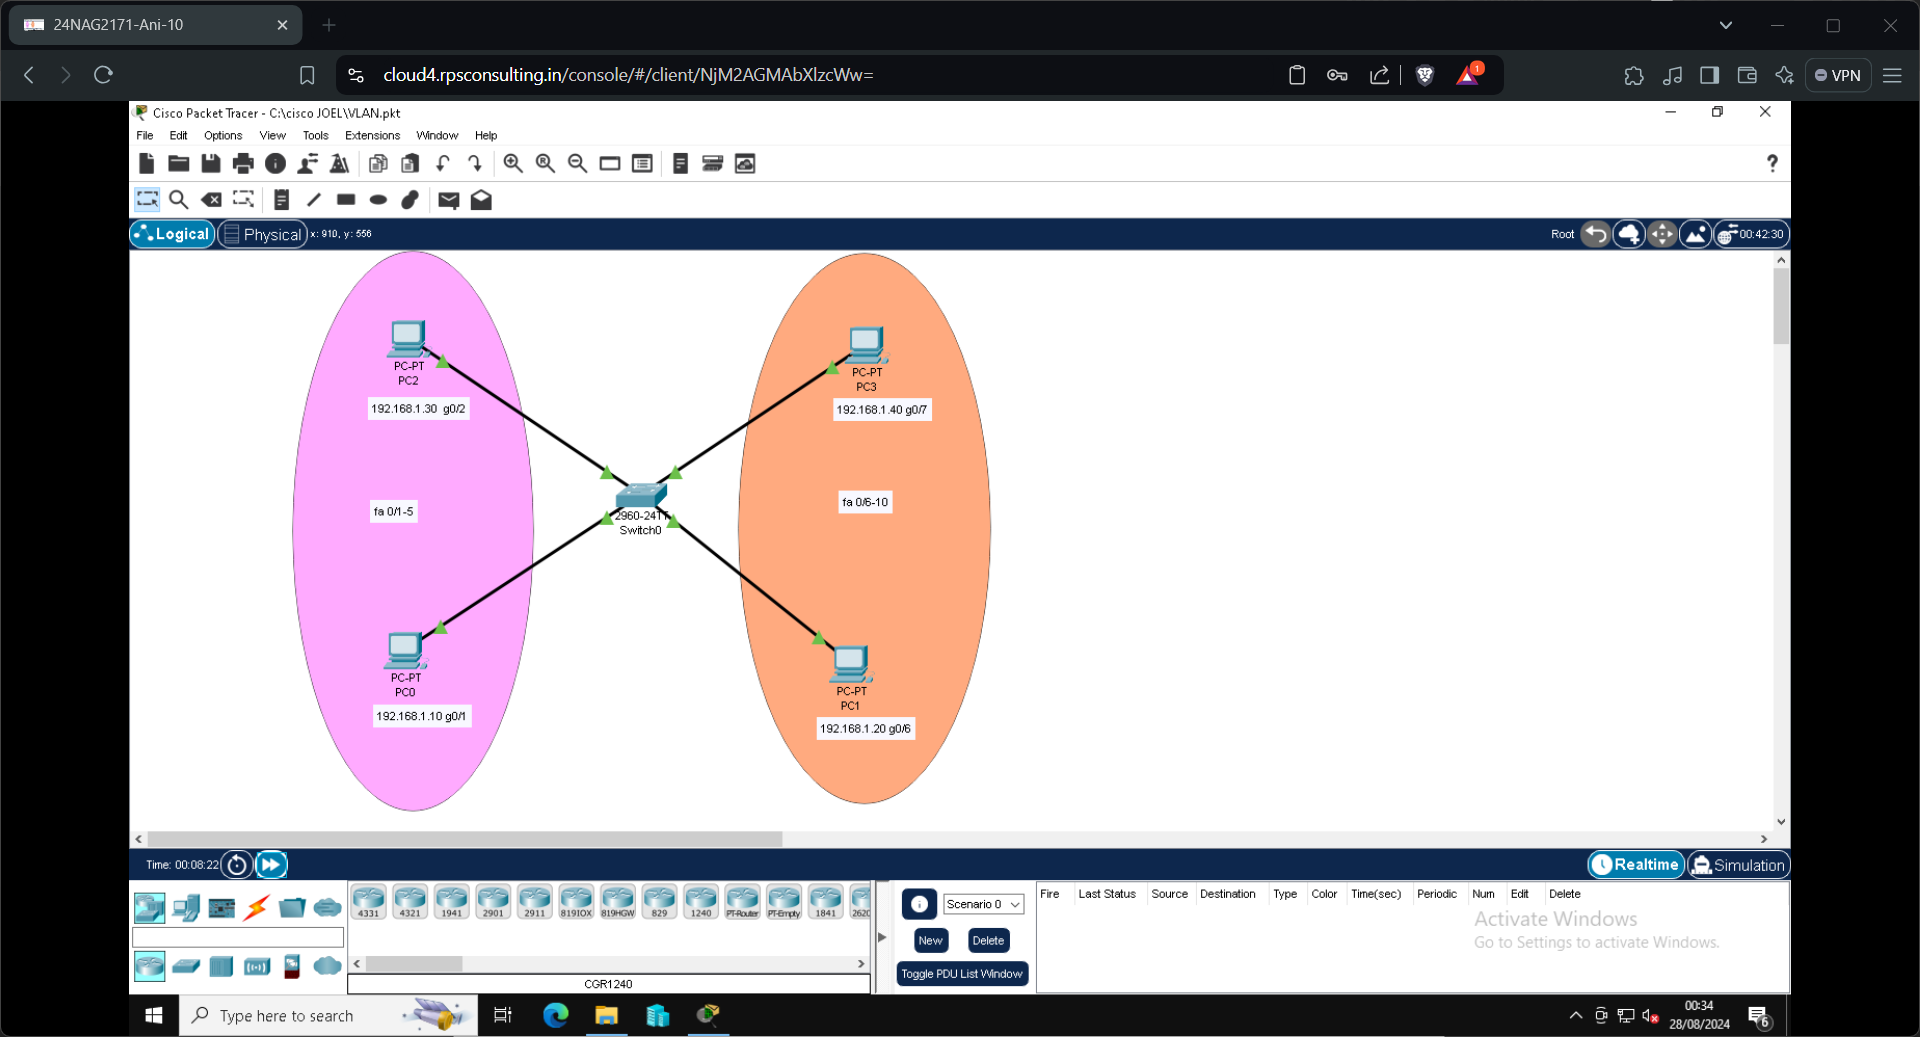 24NAG2171-Ani-10
cloud4.rpsconsulting.in/console/#/client/NjM2AGMAbXlzcWw=
1
VPN
Cisco Packet Tracer - C:\cisco JOEL\VLAN.pkt
File Edit Options View Tools Extensions Window Help
?
Logical Physical x: 910, y: 556
Root 00:42:30
PC-PT
PC2
192.168.1.30 g0/2
PC-PT
PC3
192.168.1.40 g0/7
fa 0/1-5
fa 0/6-10
2960-24TT
Switch0
PC-PT
PC0
192.168.1.10 g0/1
PC-PT
PC1
192.168.1.20 g0/6
Time: 00:08:22
Realtime Simulation
4331 4321 1941 2901 2911 819IOX 819HGW 829 1240 PT-Router PT-Empty 1841 2620
CGR1240
Scenario 0
New Delete
Toggle PDU List Window
Fire Last Status Source Destination Type Color Time(sec) Periodic Num Edit Delete
Activate Windows
Go to Settings to activate Windows.
Type here to search
00:34
28/08/2024
6